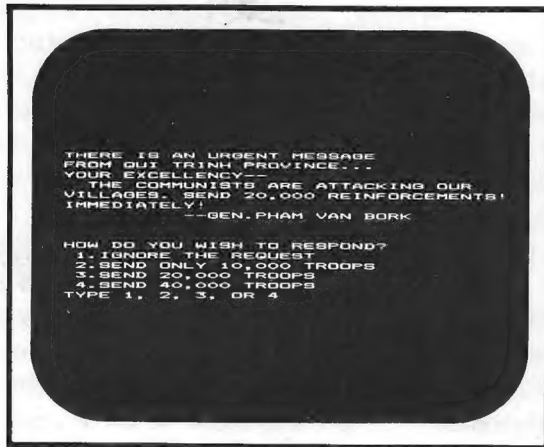 THERE IS AN URGENT MESSAGE
FROM QUI TRINH PROVINCE...
YOUR EXCELLENCY--
THE COMMUNISTS ARE ATTACKING OUR
VILLAGES. SEND 20,000 REINFORCEMENTS!
IMMEDIATELY!
--GEN.PHAM VAN BORK
HOW DO YOU WISH TO RESPOND?
1.IGNORE THE REQUEST
2.SEND ONLY 10,000 TROOPS
3.SEND 20,000 TROOPS
4.SEND 40,000 TROOPS
TYPE 1, 2, 3, OR 4